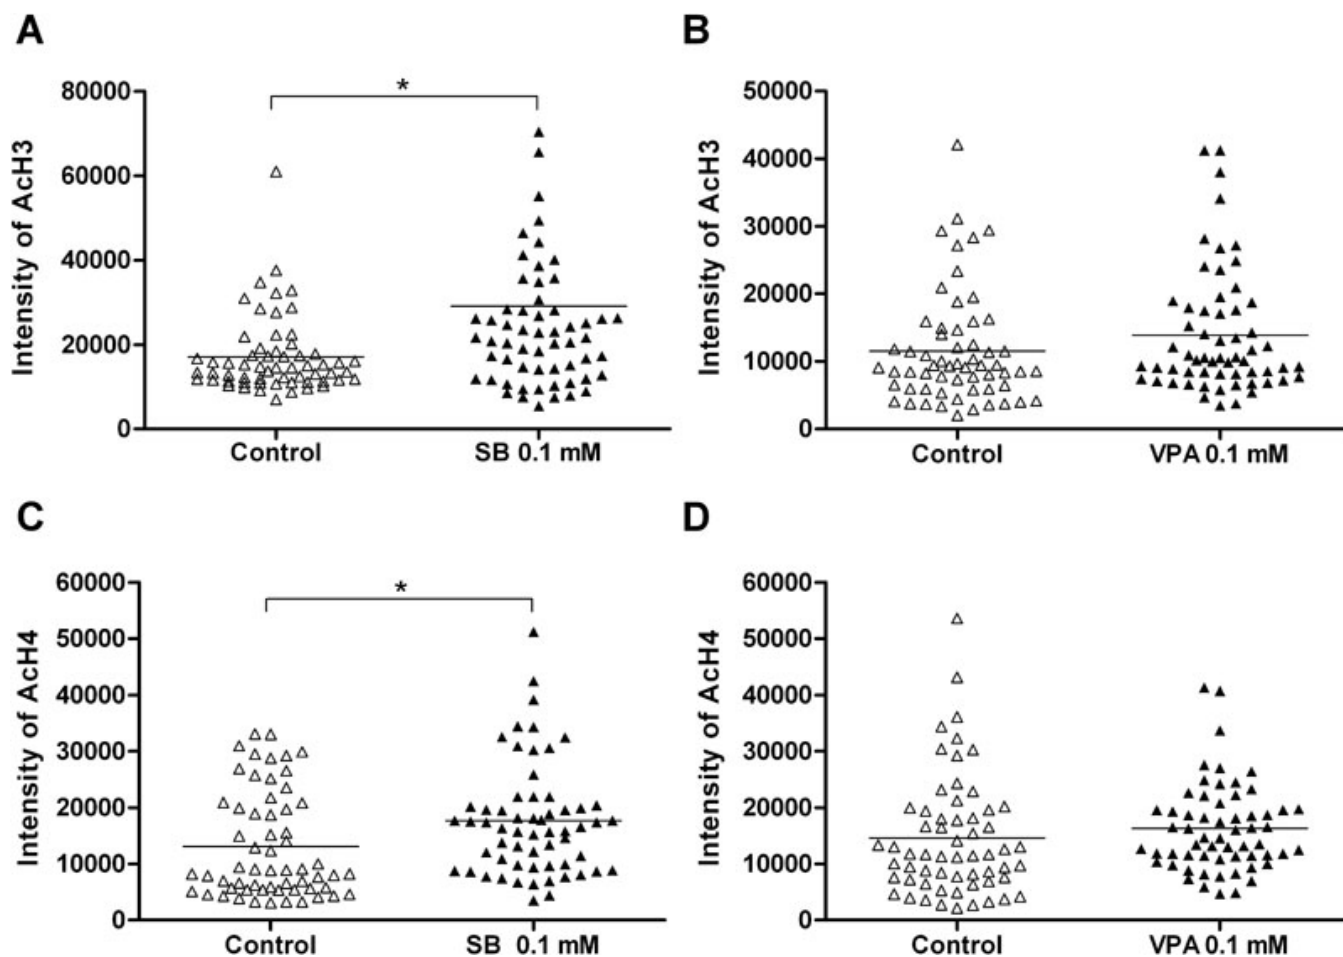 A
B
80000
60000
40000
20000
0
Intensity of AcH3
*
Control
SB 0.1 mM
50000
40000
30000
20000
10000
0
Intensity of AcH3
Control
VPA 0.1 mM
C
D
60000
50000
40000
30000
20000
10000
0
Intensity of AcH4
*
Control
SB 0.1 mM
60000
50000
40000
30000
20000
10000
0
Intensity of AcH4
Control
VPA 0.1 mM